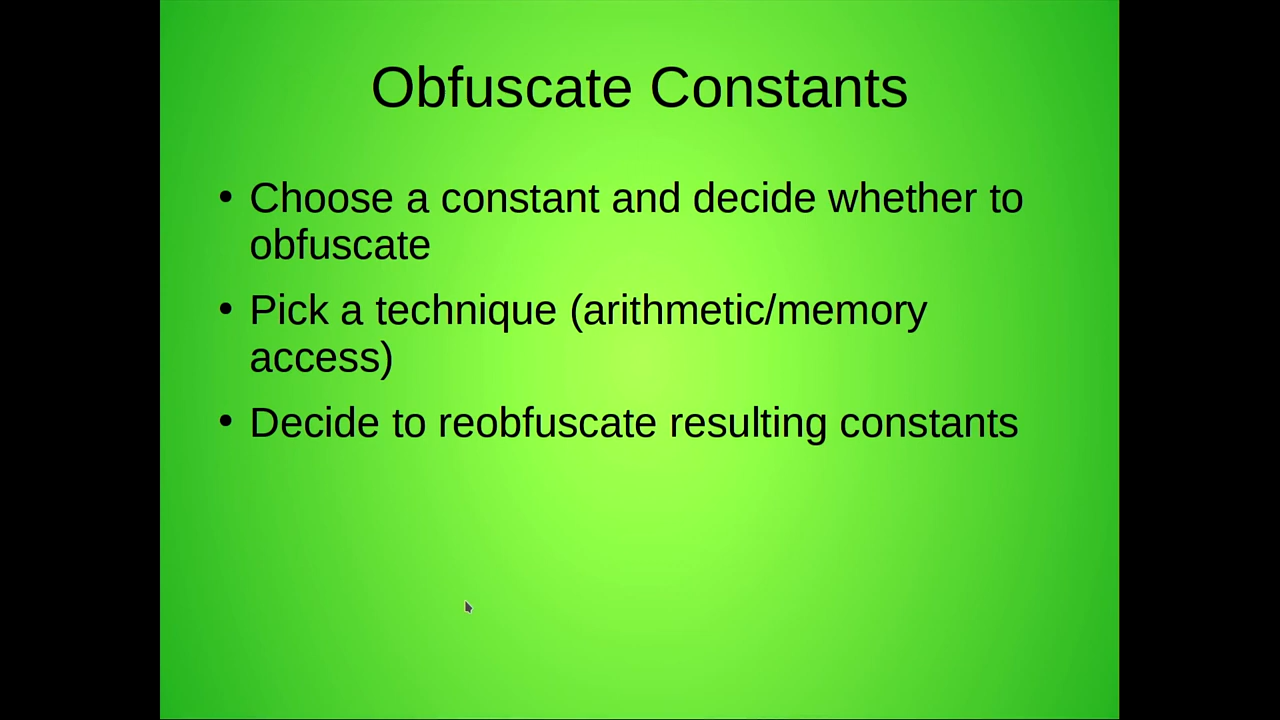 Obfuscate Constants
• Choose a constant and decide whether to
obfuscate
• Pick a technique (arithmetic/memory
access)
• Decide to reobfuscate resulting constants